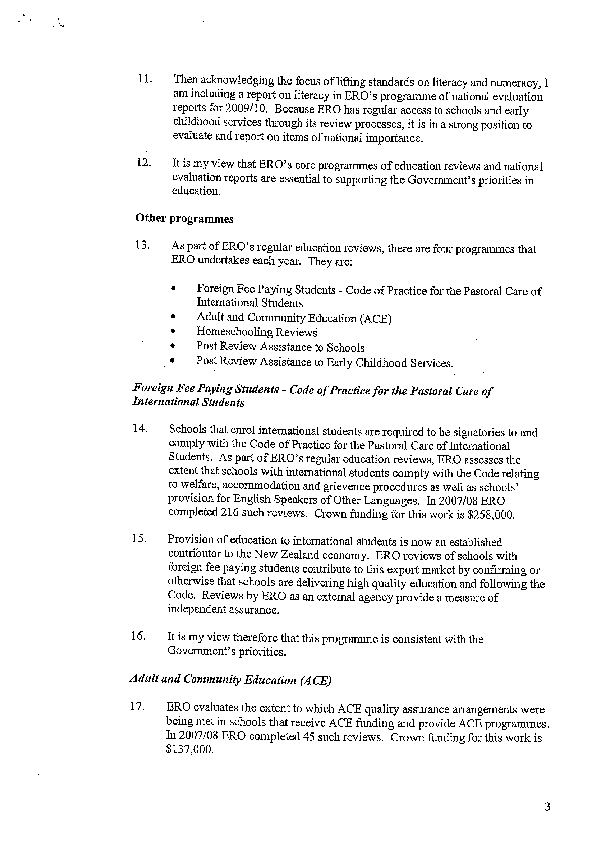 11. Then acknowledging the focus of lifting standards on literacy and numeracy, I
am including a report on literacy in ERO's programme of national evaluation
reports for 2009/10. Because ERO has regular access to schools and early
childhood services through its review processes, it is in a strong position to
evaluate and report on items of national importance.
12. It is my view that ERO's core programmes of education reviews and national
evaluation reports are essential to supporting the Government's priorities in
education.
Other programmes
13. As part of ERO's regular education reviews, there are four programmes that
ERO undertakes each year. They are:
• Foreign Fee Paying Students - Code of Practice for the Pastoral Care of
International Students
• Adult and Community Education (ACE)
• Homeschooling Reviews
• Post Review Assistance to Schools
• Post Review Assistance to Early Childhood Services.
Foreign Fee Paying Students - Code of Practice for the Pastoral Care of
International Students
14. Schools that enrol international students are required to be signatories to and
comply with the Code of Practice for the Pastoral Care of International
Students. As part of ERO's regular education reviews, ERO assesses the
extent that schools with international students comply with the Code relating
to welfare, accommodation and grievance procedures as well as schools'
provision for English Speakers of Other Languages. In 2007/08 ERO
completed 216 such reviews. Crown funding for this work is $258,000.
15. Provision of education to international students is now an established
contributor to the New Zealand economy. ERO reviews of schools with
foreign fee paying students contribute to this export market by confirming or
otherwise that schools are delivering high quality education and following the
Code. Reviews by ERO as an external agency provide a measure of
independent assurance.
16. It is my view therefore that this programme is consistent with the
Government's priorities.
Adult and Community Education (ACE)
17. ERO evaluates the extent to which ACE quality assurance arrangements were
being met in schools that receive ACE funding and provide ACE programmes.
In 2007/08 ERO completed 45 such reviews. Crown funding for this work is
$137,000.
3